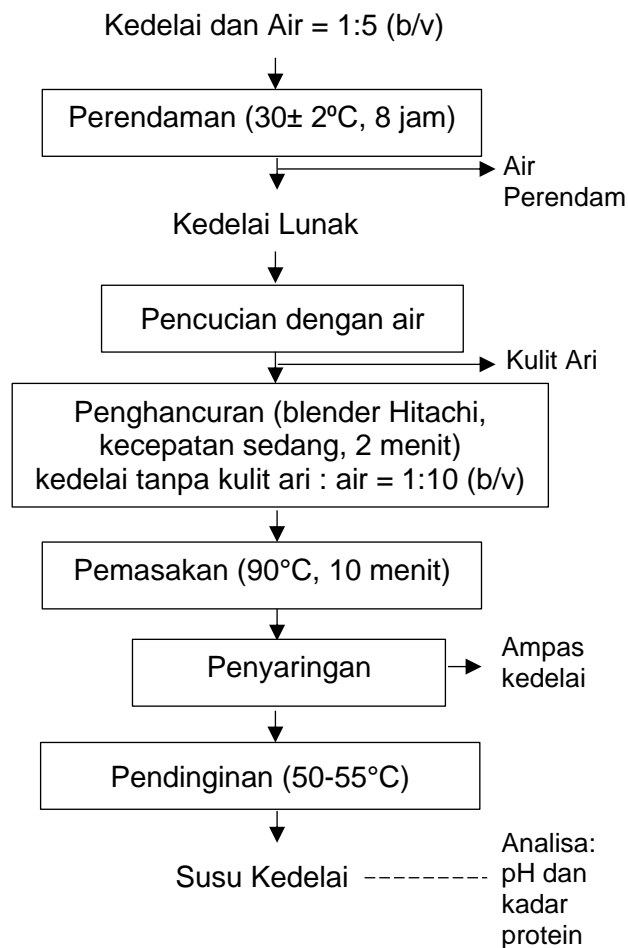 Kedelai dan Air = 1:5 (b/v)
Perendaman (30± 2ºC, 8 jam)
Air
Perendam
Kedelai Lunak
Pencucian dengan air
Kulit Ari
Penghancuran (blender Hitachi,
kecepatan sedang, 2 menit)
kedelai tanpa kulit ari : air = 1:10 (b/v)
Pemasakan (90°C, 10 menit)
Penyaringan
Ampas
kedelai
Pendinginan (50-55°C)
Susu Kedelai
Analisa:
pH dan
kadar
protein